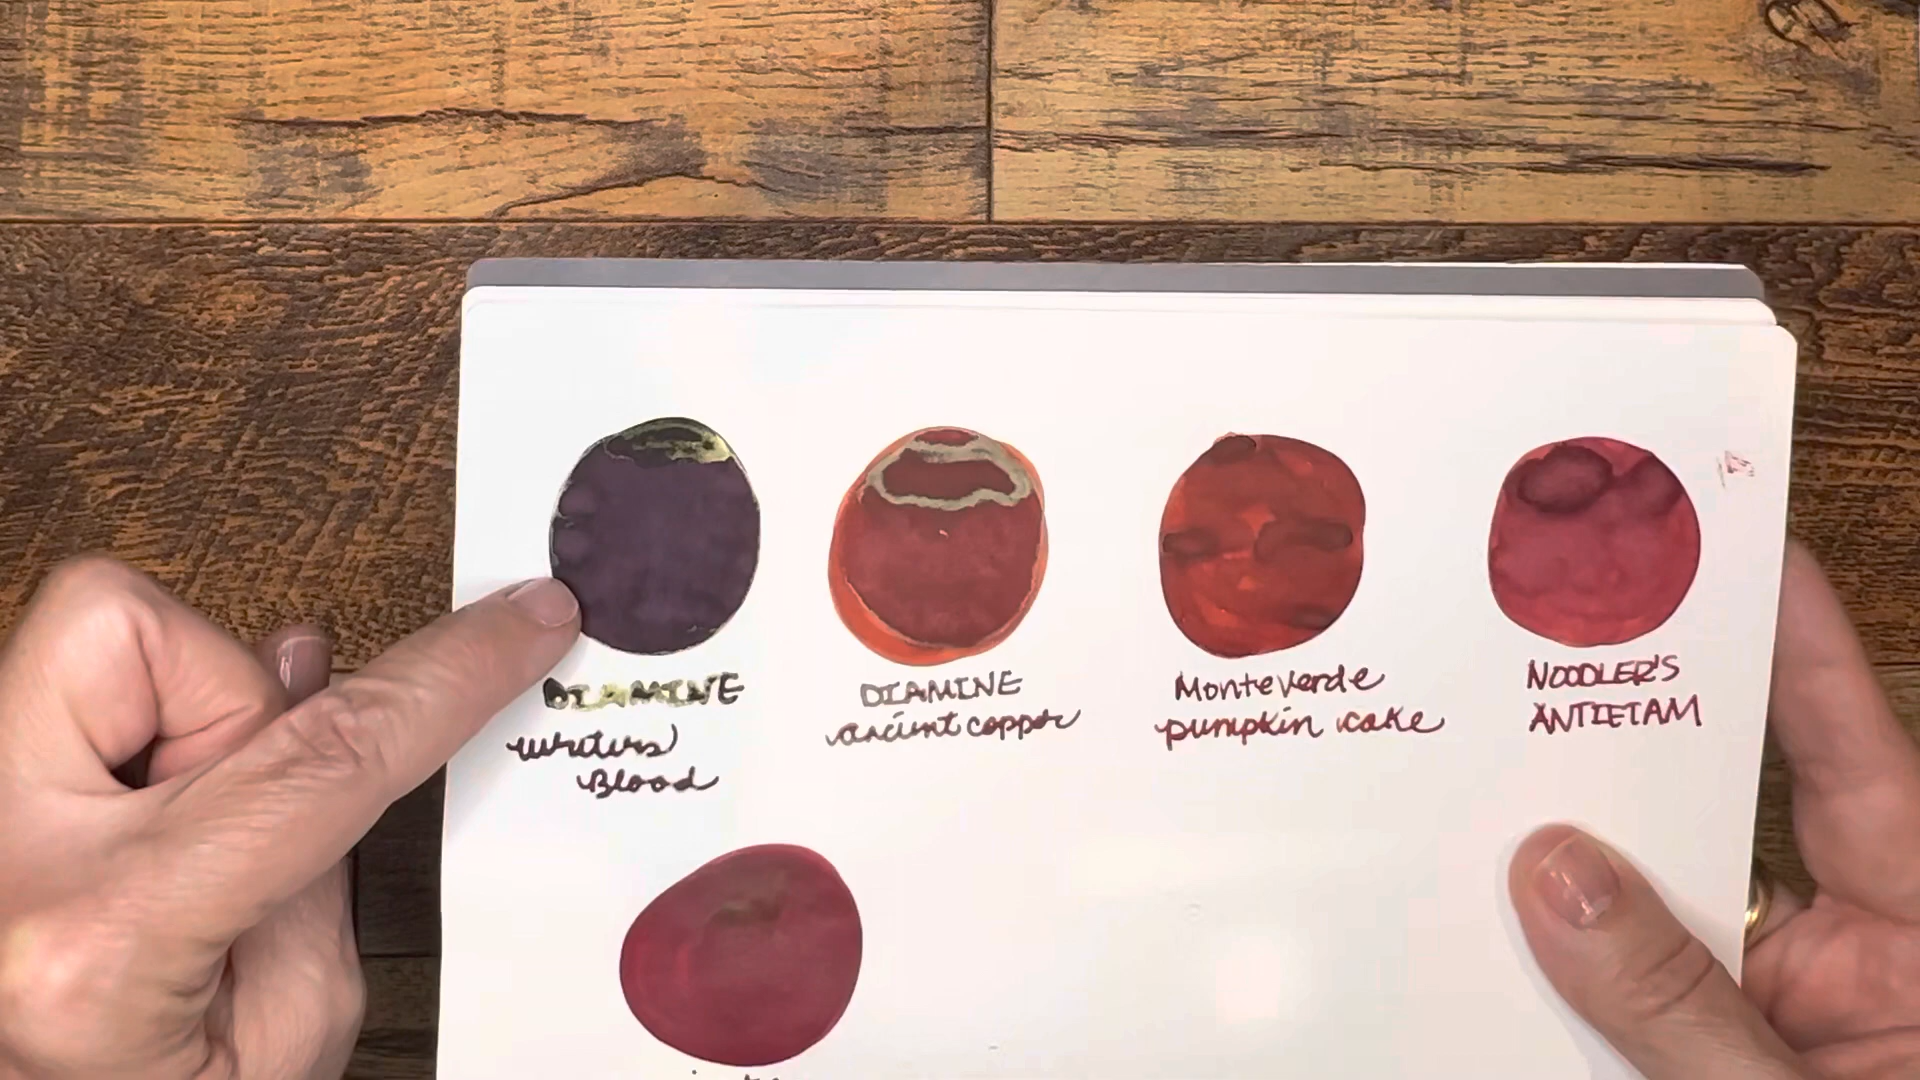 DIAMINE
writers
Blood
DIAMINE
ancient copper
Monteverde
pumpkin cake
NOODLER'S
ANTIETAM